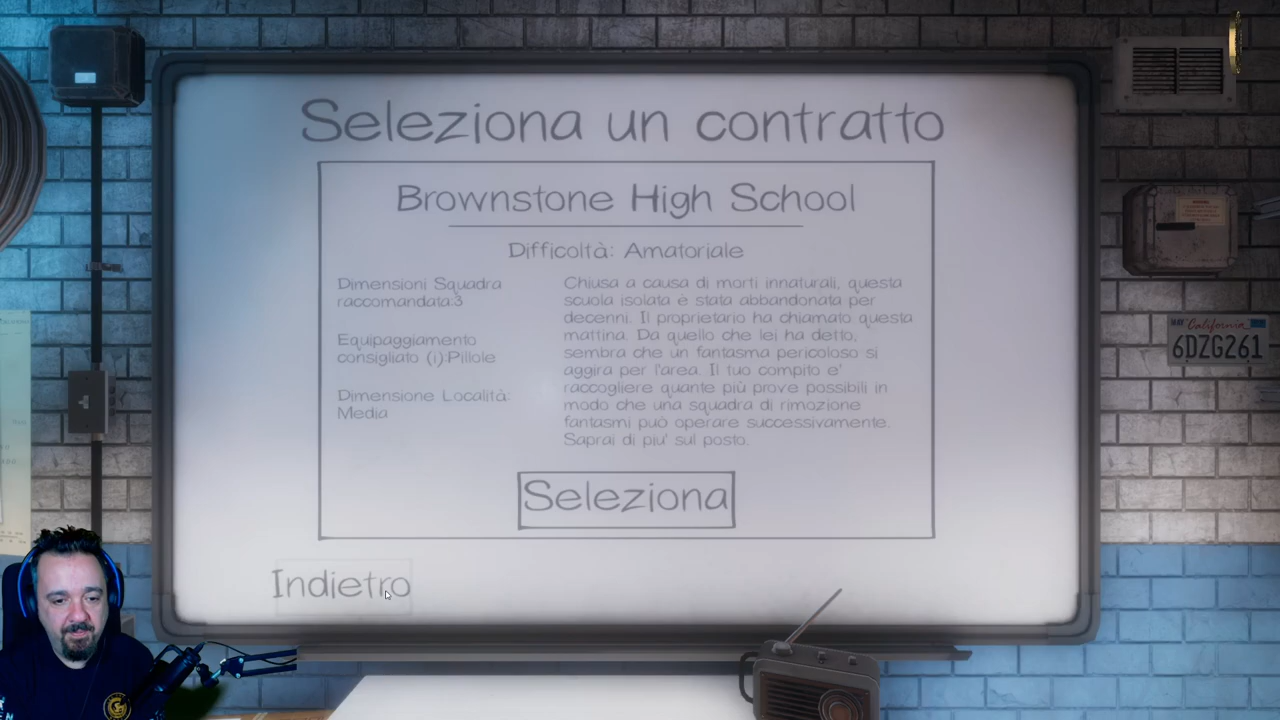 Seleziona un contratto
Brownstone High School
Difficoltà: Amatoriale
Dimensioni Squadra
raccomandata:3
Equipaggiamento
consigliato (i):Pillole
Dimensione Località:
Media
Chiusa a causa di morti innaturali, questa
scuola isolata è stata abbandonata per
decenni. Il proprietario ha chiamato questa
mattina. Da quello che lei ha detto,
sembra che un fantasma pericoloso si
aggira per l'area. Il tuo compito e'
raccogliere quante più prove possibili in
modo che una squadra di rimozione
fantasmi può operare successivamente.
Saprai di piu' sul posto.
Seleziona
Indietro
California
6DZG261